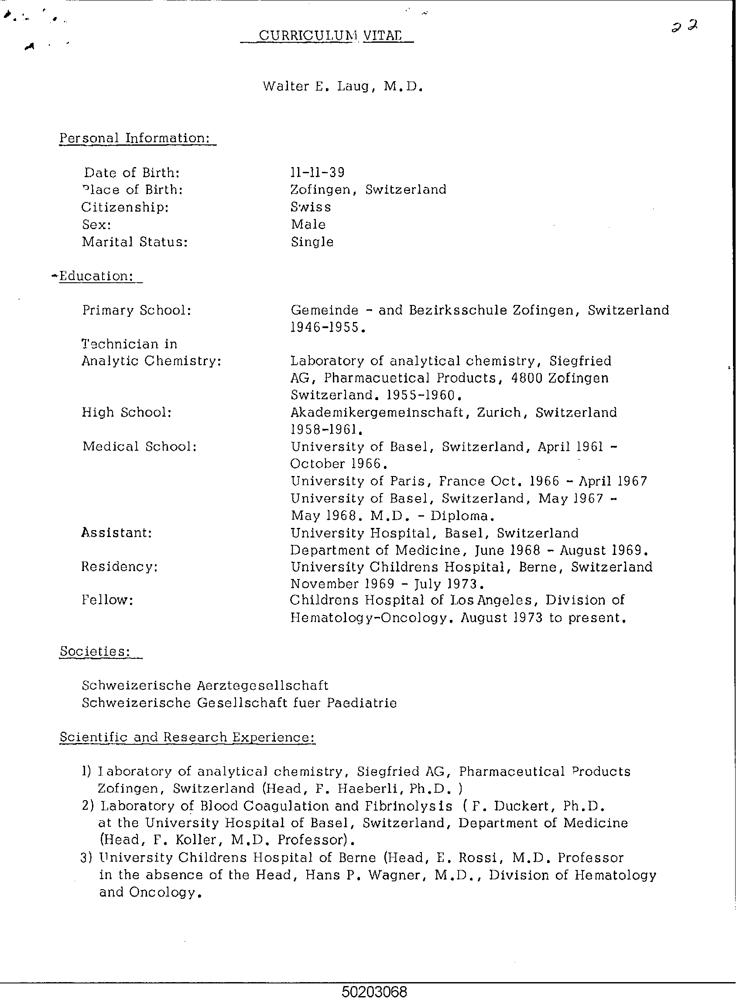 22
CURRICULUM VITAE
Walter E. Laug, M.D.
Personal Information:
Date of Birth: 11-11-39
Place of Birth: Zofingen, Switzerland
Citizenship: Swiss
Sex: Male
Marital Status: Single
-Education:
Primary School: Gemeinde - and Bezirksschule Zofingen, Switzerland
1946-1955.
Technician in
Analytic Chemistry: Laboratory of analytical chemistry, Siegfried
AG, Pharmacuetical Products, 4800 Zofingen
Switzerland. 1955-1960.
High School: Akademikergemeinschaft, Zurich, Switzerland
1958-1961.
Medical School: University of Basel, Switzerland, April 1961 -
October 1966.
University of Paris, France Oct. 1966 - April 1967
University of Basel, Switzerland, May 1967 -
May 1968. M.D. - Diploma.
Assistant: University Hospital, Basel, Switzerland
Department of Medicine, June 1968 - August 1969.
Residency: University Childrens Hospital, Berne, Switzerland
November 1969 - July 1973.
Fellow: Childrens Hospital of Los Angeles, Division of
Hematology-Oncology. August 1973 to present.
Societies:
Schweizerische Aerztegesellschaft
Schweizerische Gesellschaft fuer Paediatrie
Scientific and Research Experience:
1) Laboratory of analytical chemistry, Siegfried AG, Pharmaceutical Products
Zofingen, Switzerland (Head, F. Haeberli, Ph.D. )
2) Laboratory of Blood Coagulation and Fibrinolysis ( F. Duckert, Ph.D.
at the University Hospital of Basel, Switzerland, Department of Medicine
(Head, F. Koller, M.D. Professor).
3) University Childrens Hospital of Berne (Head, E. Rossi, M.D. Professor
in the absence of the Head, Hans P. Wagner, M.D., Division of Hematology
and Oncology.
50203068